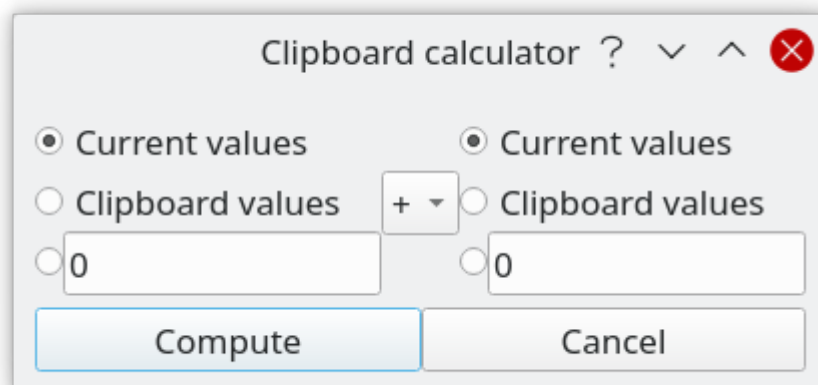 Clipboard calculator ?
Current values Current values
Clipboard values + Clipboard values
0 0
Compute Cancel